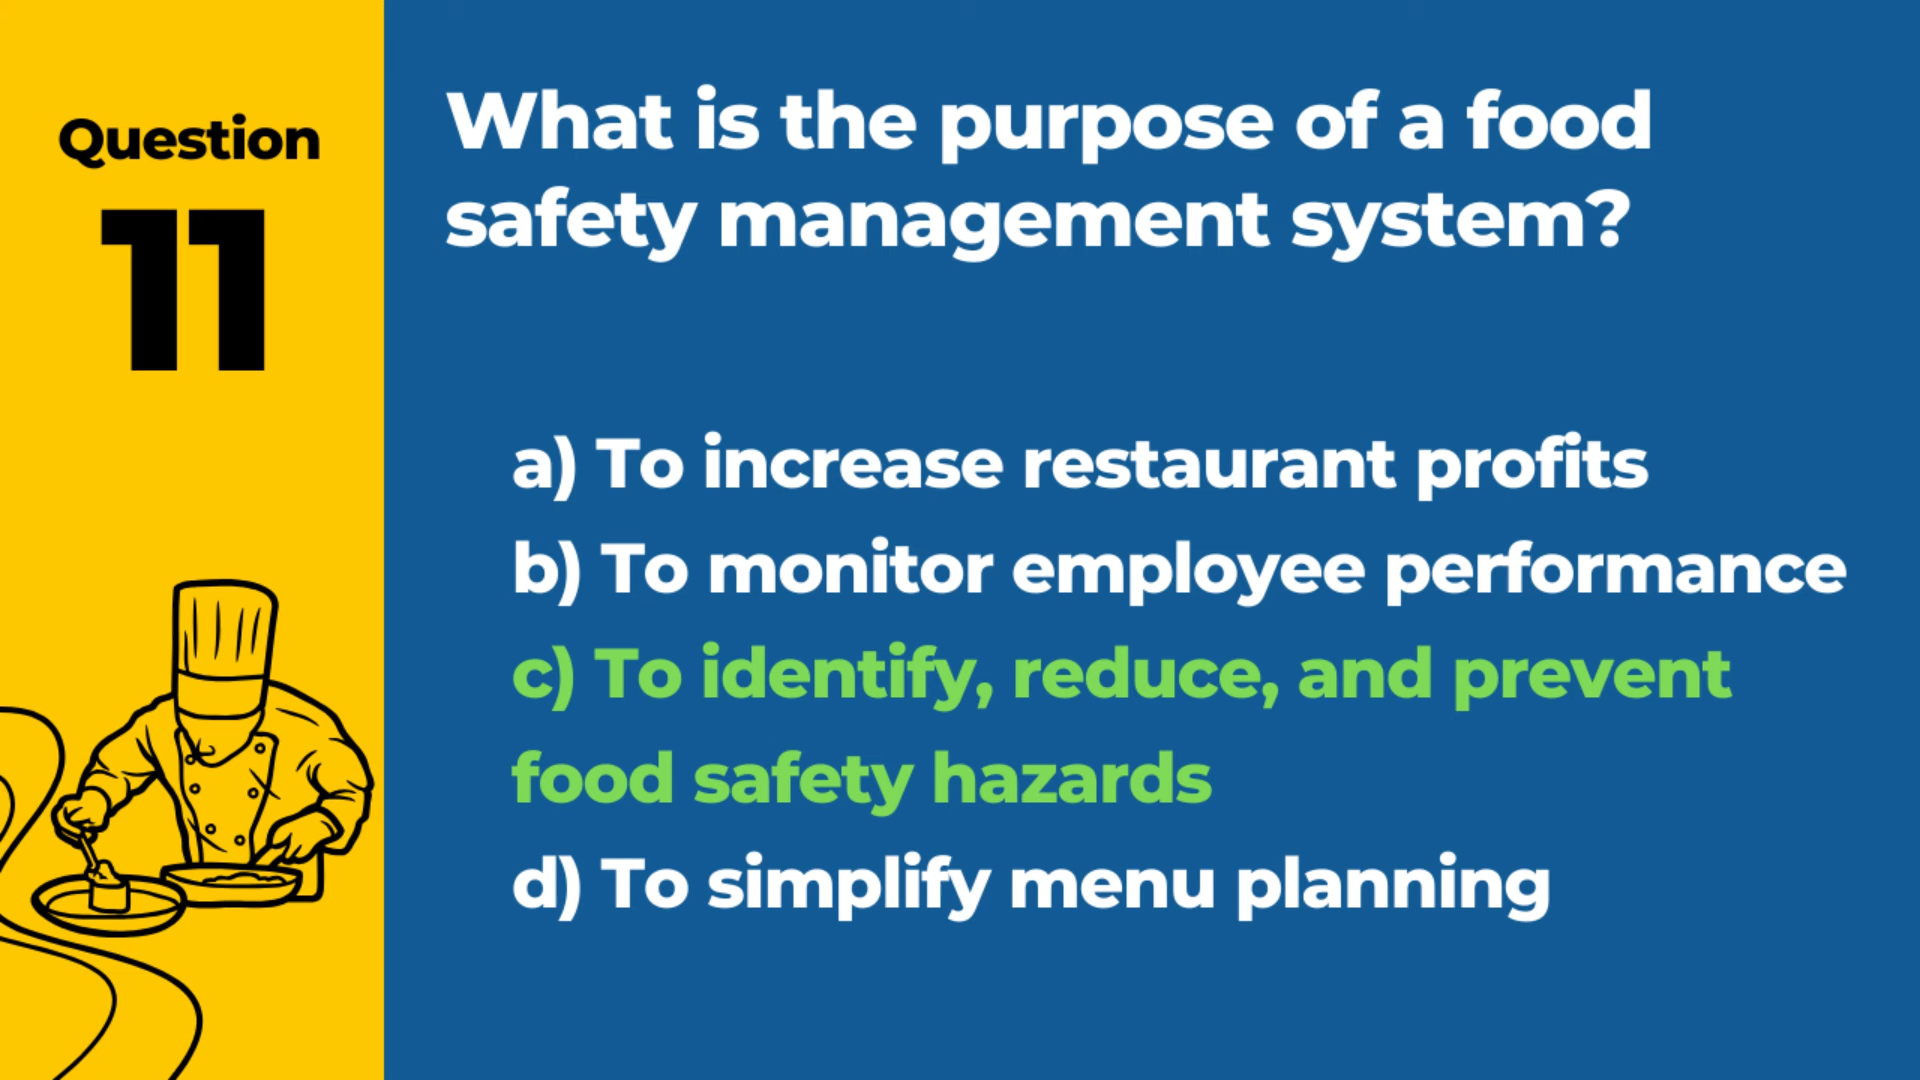 Question
11
What is the purpose of a food
safety management system?
a) To increase restaurant profits
b) To monitor employee performance
c) To identify, reduce, and prevent
food safety hazards
d) To simplify menu planning